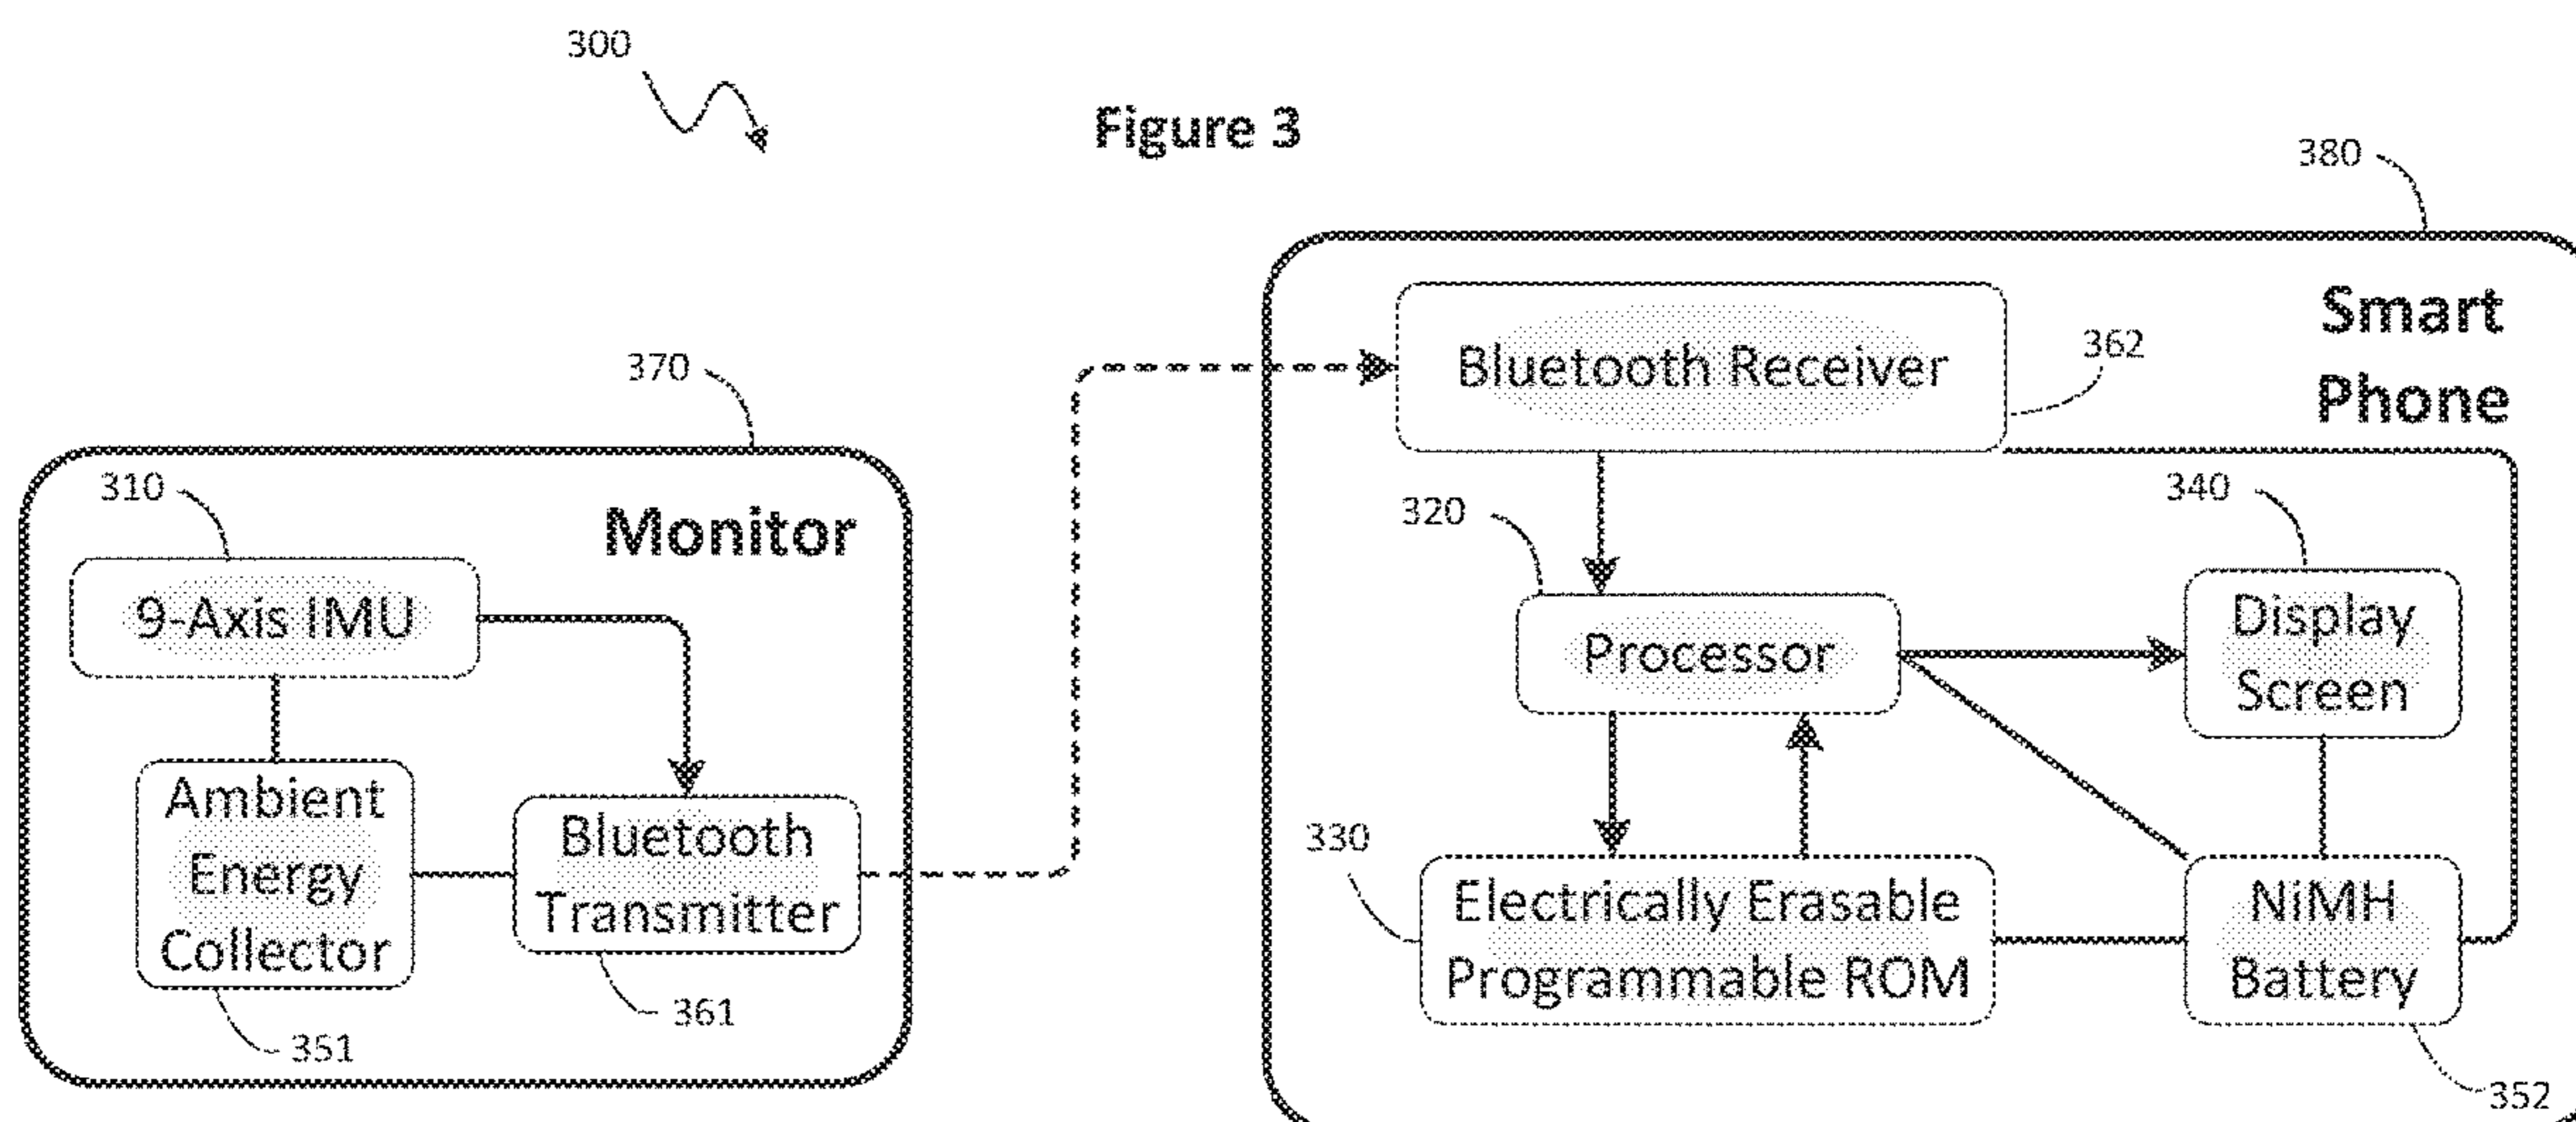 300
Figure 3
380
Smart
Phone
Bluetooth Receiver
362
370
Monitor
310
9-Axis IMU
Ambient
Energy
Collector
351
Bluetooth
Transmitter
361
320
Processor
340
Display
Screen
330
Electrically Erasable
Programmable ROM
NiMH
Battery
352